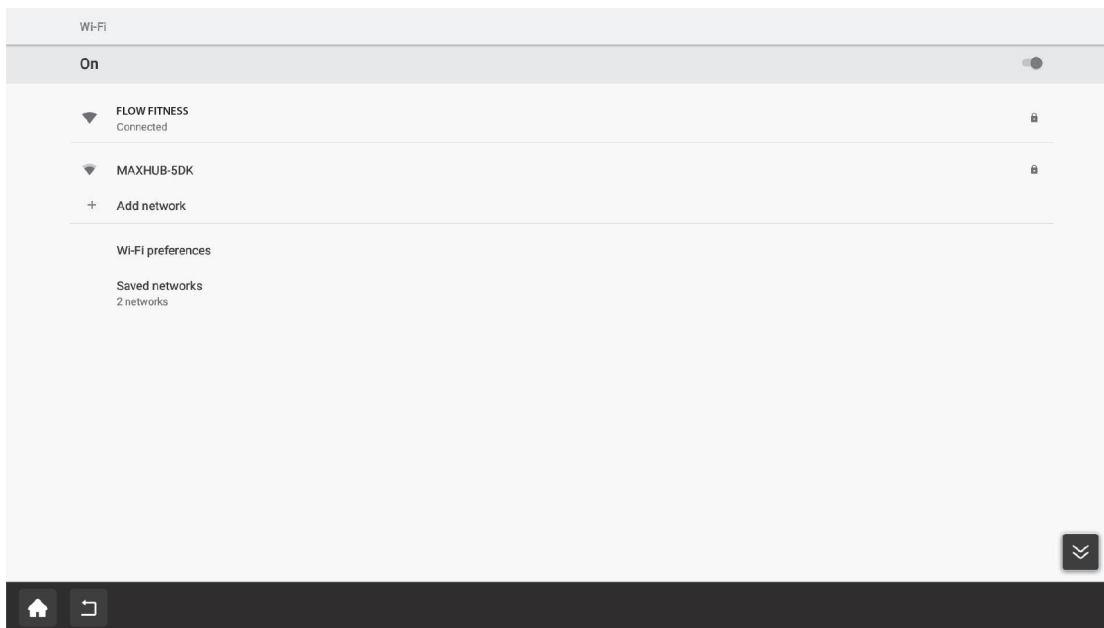 Wi-Fi
On
FLOW FITNESS
Connected
MAXHUB-5DK
Add network
Wi-Fi preferences
Saved networks
2 networks